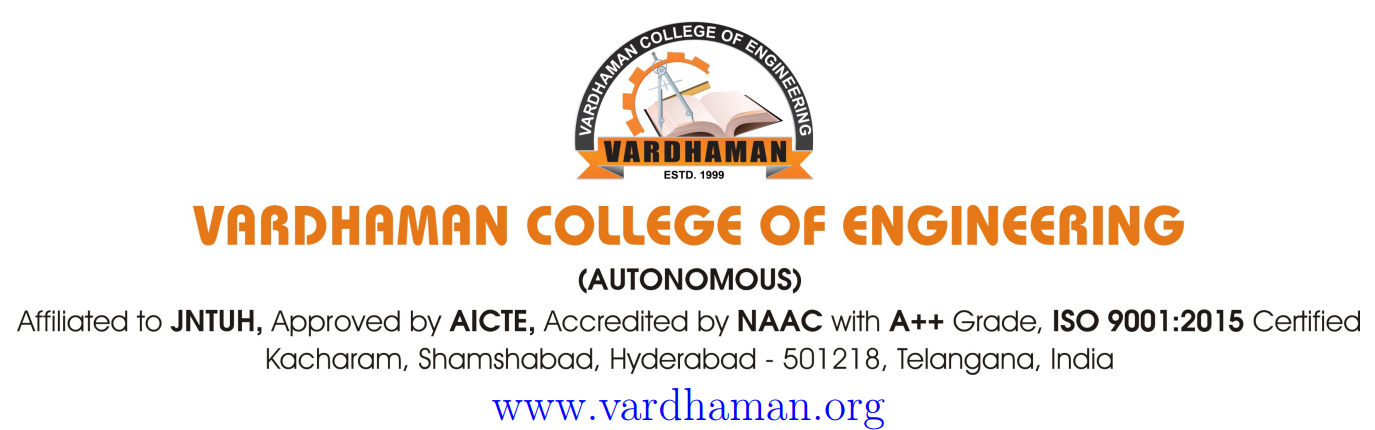 VARDHAMAN COLLEGE OF ENGINEERING
VARDHAMAN
ESTD. 1999
VARDHAMAN COLLEGE OF ENGINEERING
(AUTONOMOUS)
Affiliated to JNTUH, Approved by AICTE, Accredited by NAAC with A++ Grade, ISO 9001:2015 Certified
Kacharam, Shamshabad, Hyderabad - 501218, Telangana, India
www.vardhaman.org